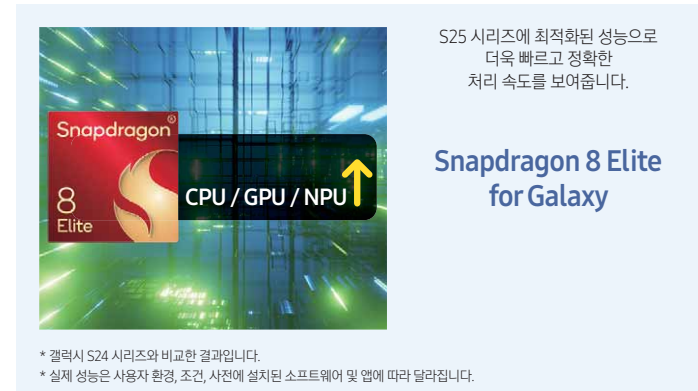 S25 시리즈에 최적화된 성능으로
더욱 빠르고 정확한
처리 속도를 보여줍니다.
Snapdragon®
8
Elite
CPU / GPU / NPU
Snapdragon 8 Elite
for Galaxy
* 갤럭시 S24 시리즈와 비교한 결과입니다.
* 실제 성능은 사용자 환경, 조건, 사전에 설치된 소프트웨어 및 앱에 따라 달라집니다.